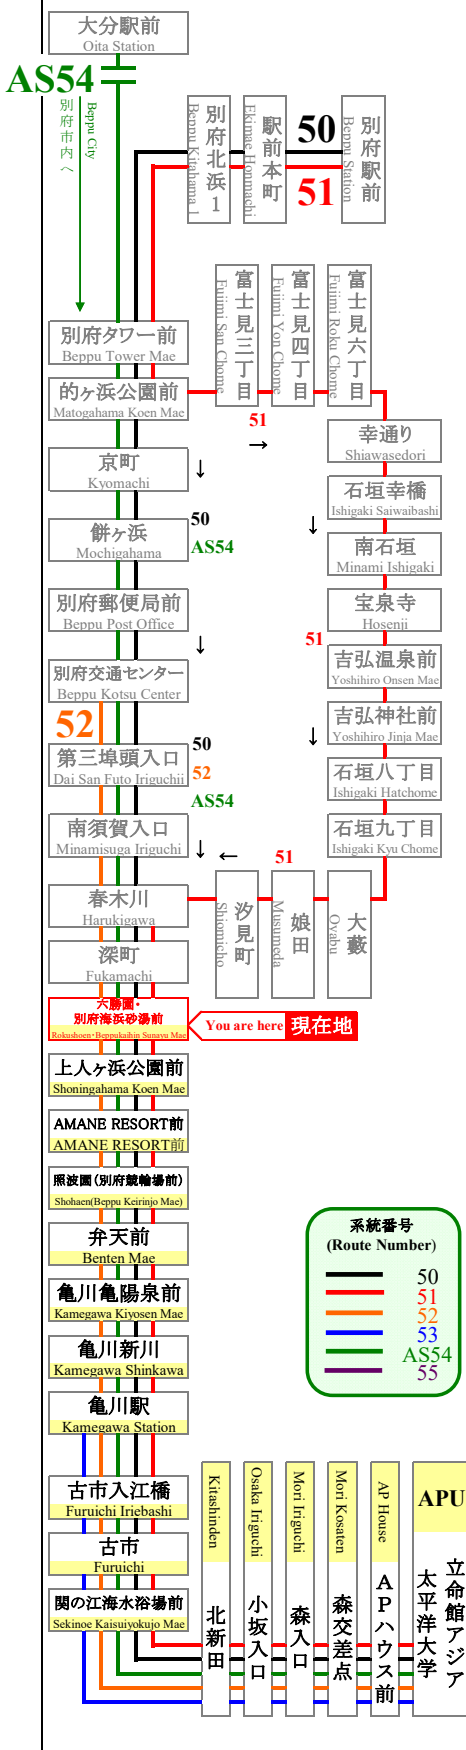 大分駅前
Oita Station
AS54
Beppu City
別府市内へ
別府北浜1
Beppu Kitahama 1
駅前本町
Ekimae Honmachi
50
51
別府駅前
Beppu Station
別府タワー前
Beppu Tower Mae
的ヶ浜公園前
Matogahama Koen Mae
富士見三丁目
Fujimi San Chome
富士見四丁目
Fujimi Yon Chome
富士見六丁目
Fujimi Roku Chome
51
→
幸通り
Shiawasedori
京町
Kyomachi
↓
石垣幸橋
Ishigaki Saiwaibashi
餅ヶ浜
Mochigahama
50
AS54
↓
南石垣
Minami Ishigaki
別府郵便局前
Beppu Post Office
↓
宝泉寺
Hosenji
51
吉弘温泉前
Yoshihiro Onsen Mae
別府交通センター
Beppu Kotsu Center
52
吉弘神社前
Yoshihiro Jinja Mae
↓
第三埠頭入口
Dai San Futo Iriguchii
50
52
AS54
石垣八丁目
Ishigaki Hatchome
南須賀入口
Minamisuga Iriguchi
↓
←
51
石垣九丁目
Ishigaki Kyu Chome
春木川
Harukigawa
汐見町
Shiomicho
娘田
Musumeda
大藪
Oyabu
深町
Fukamachi
六勝園・
別府海浜砂湯前
Rokushoen・Beppukaihin Sunayu Mae
You are here 現在地
上人ヶ浜公園前
Shoningahama Koen Mae
AMANE RESORT前
AMANE RESORT前
照波園(別府競輪場前)
Shohaen(Beppu Keirinjo Mae)
弁天前
Benten Mae
亀川亀陽泉前
Kamegawa Kiyosen Mae
亀川新川
Kamegawa Shinkawa
亀川駅
Kamegawa Station
系統番号
(Route Number)
50
51
52
53
AS54
55
古市入江橋
Furuichi Iriebashi
古市
Furuichi
関の江海水浴場前
Sekinoe Kaisuiyokujo Mae
Kitashinden
北新田
Osaka Iriguchi
小坂入口
Mori Iriguchi
森入口
Mori Kosaten
森交差点
AP House
APハウス前
APU
立命館アジア
太平洋大学